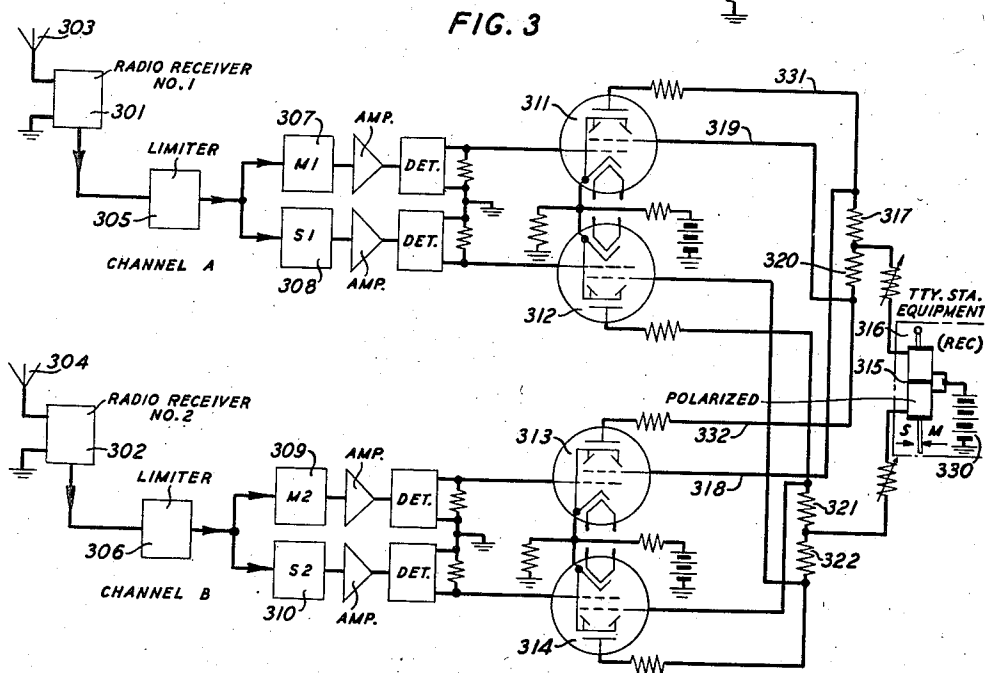 FIG. 3
303
RADIO RECEIVER
NO.1
301
LIMITER
305
CHANNEL A
307
M1
AMP.
DET.
S1
308
AMP.
DET.
311
312
331
319
317
320
TTY. STA.
EQUIPMENT
316
(REC)
315
POLARIZED
S M
330
304
RADIO RECEIVER
NO.2
302
LIMITER
306
CHANNEL B
309
M2
AMP.
DET.
S2
310
AMP.
DET.
313
314
332
318
321
322